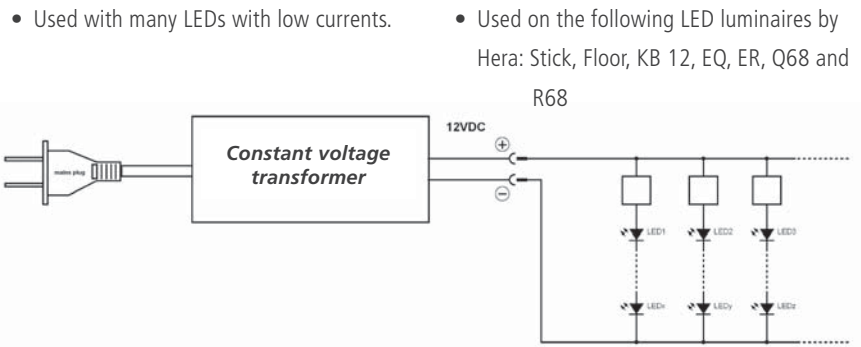 • Used with many LEDs with low currents.
• Used on the following LED luminaires by
Hera: Stick, Floor, KB 12, EQ, ER, Q68 and
R68
12VDC
Constant voltage
transformer
mains plug
+
−
LED1
LED2
LED3
LEDx
LEDy
LEDz